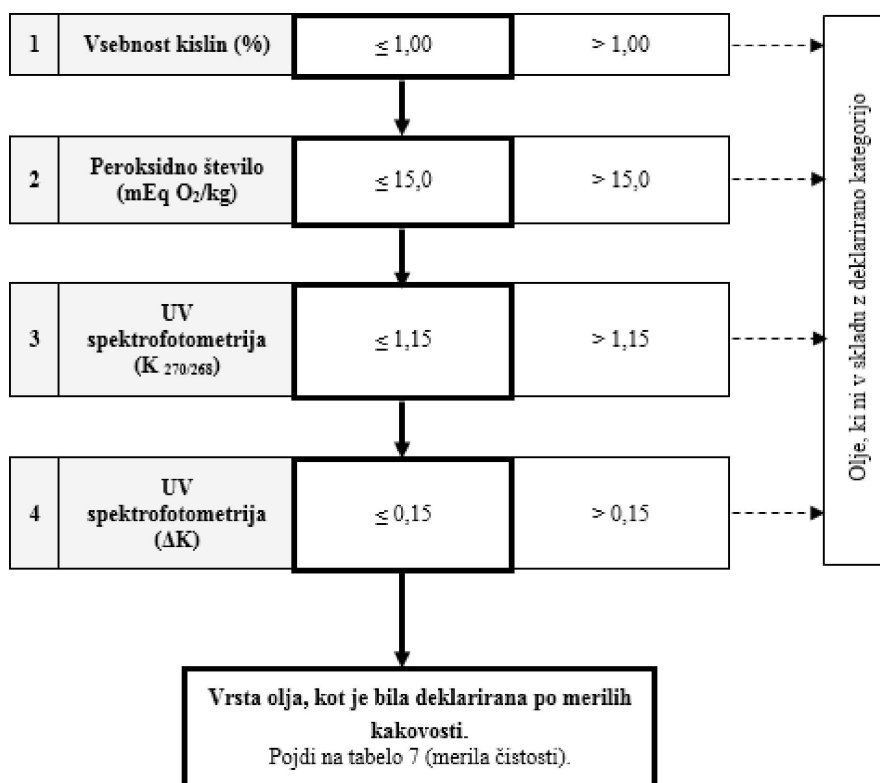 1 Vsebnost kislin (%) ≤ 1,00 > 1,00
2 Peroksidno število
(mEq O₂/kg) ≤ 15,0 > 15,0
3 UV
spektrofotometrija
(K 270/268) ≤ 1,15 > 1,15
4 UV
spektrofotometrija
(ΔK) ≤ 0,15 > 0,15
Olje, ki ni v skladu z deklarirano kategorijo
Vrsta olja, kot je bila deklarirana po merilih
kakovosti.
Pojdi na tabelo 7 (merila čistosti).